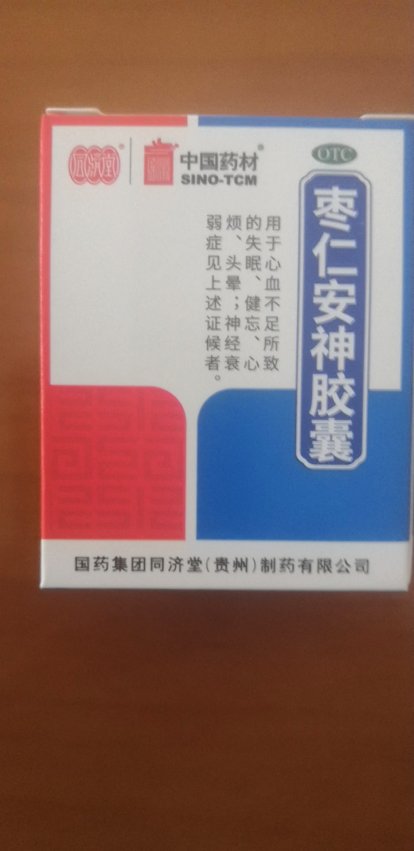 同济堂
中国药材®
SINO-TCM
OTC
枣仁安神胶囊
用于心血不足所致
的失眠、健忘、心
烦、头晕；神经衰
弱症见上述证候者。
国药集团同济堂(贵州)制药有限公司